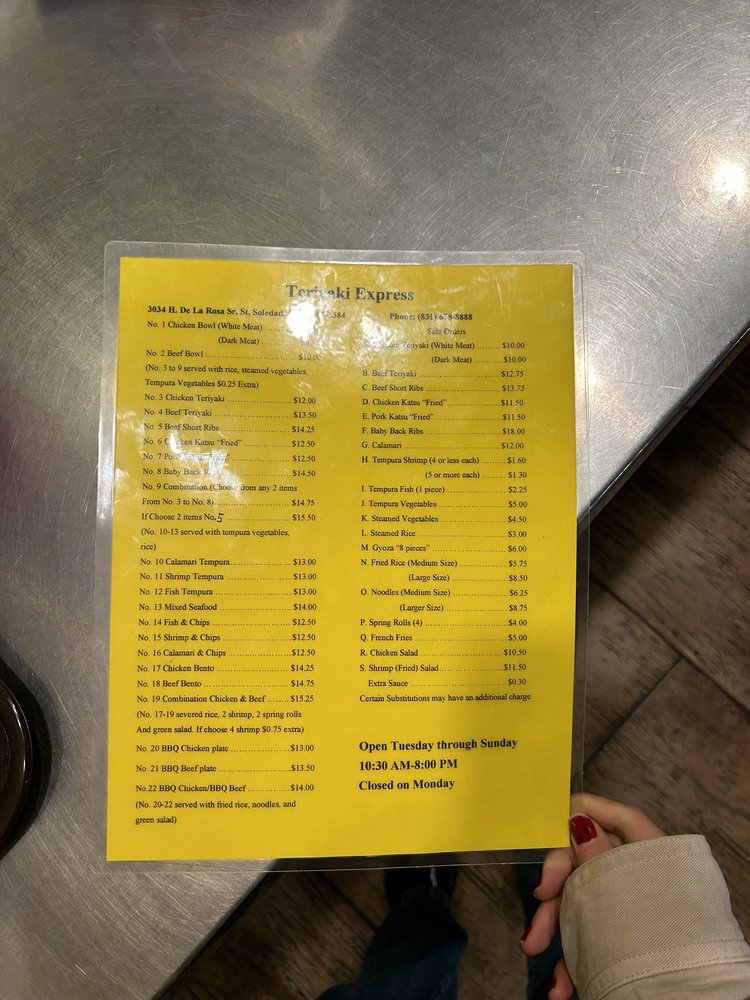 Teriyaki Express
3034 H. De La Rosa Sr. St, Soledad,
Phone: (831) 678-8888
No. 1 Chicken Bowl (White Meat)
(Dark Meat)
No. 2 Beef Bowl $10.00
(No. 3 to 9 served with rice, steamed vegetables,
Tempura Vegetables $0.25 Extra)
No. 3 Chicken Teriyaki $12.00
No. 4 Beef Teriyaki $13.50
No. 5 Beef Short Ribs $14.25
No. 6 Chicken Katsu "Fried" $12.50
No. 7 Pork $12.50
No. 8 Baby Back Ribs $14.50
No. 9 Combination (Choose from any 2 items
From No. 3 to No. 8) $14.75
If Choose 2 items No. 5 $15.50
(No. 10-13 served with tempura vegetables,
rice)
No. 10 Calamari Tempura $13.00
No. 11 Shrimp Tempura $13.00
No. 12 Fish Tempura $13.00
No. 13 Mixed Seafood $14.00
No. 14 Fish & Chips $12.50
No. 15 Shrimp & Chips $12.50
No. 16 Calamari & Chips $12.50
No. 17 Chicken Bento $14.25
No. 18 Beef Bento $14.75
No. 19 Combination Chicken & Beef $15.25
(No. 17-19 severed rice, 2 shrimp, 2 spring rolls
And green salad. If choose 4 shrimp $0.75 extra)
No. 20 BBQ Chicken plate $13.00
No. 21 BBQ Beef plate $13.50
No.22 BBQ Chicken/BBQ Beef $14.00
(No. 20-22 served with fried rice, noodles, and
green salad)
Side Orders
Teriyaki (White Meat) $10.00
(Dark Meat) $10.00
B. Beef Teriyaki $12.75
C. Beef Short Ribs $13.75
D. Chicken Katsu "Fried" $11.50
E. Pork Katsu "Fried" $11.50
F. Baby Back Ribs $18.00
G. Calamari $12.00
H. Tempura Shrimp (4 or less each) $1.60
(5 or more each) $1.30
I. Tempura Fish (1 piece) $2.25
J. Tempura Vegetables $5.00
K. Steamed Vegetables $4.50
L. Steamed Rice $3.00
M. Gyoza "8 pieces" $6.00
N. Fried Rice (Medium Size) $5.75
(Large Size) $8.50
O. Noodles (Medium Size) $6.25
(Larger Size) $8.75
P. Spring Rolls (4) $4.00
Q. French Fries $5.00
R. Chicken Salad $10.50
S. Shrimp (Fried) Salad $11.50
Extra Sauce $0.30
Certain Substitutions may have an additional charge
Open Tuesday through Sunday
10:30 AM-8:00 PM
Closed on Monday